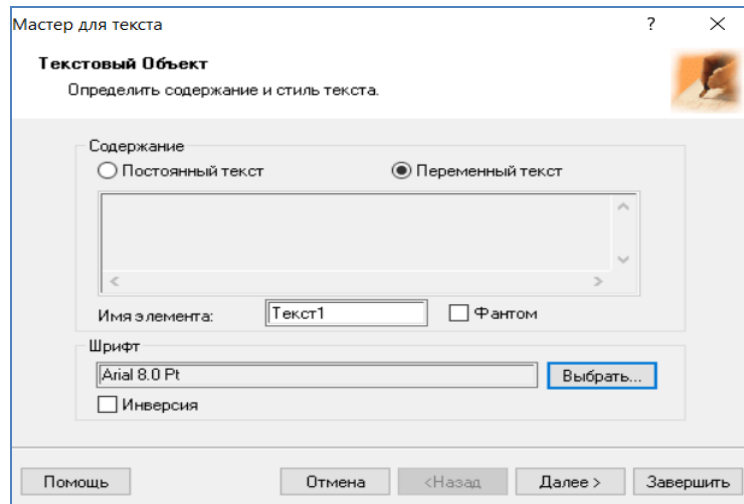 Мастер для текста ? ×
Текстовый Объект
Определить содержание и стиль текста.
Содержание
Постоянный текст Переменный текст
Имя элемента: Текст1 Фантом
Шрифт
Arial 8.0 Pt Выбрать...
Инверсия
Помощь Отмена <Назад Далее > Завершить